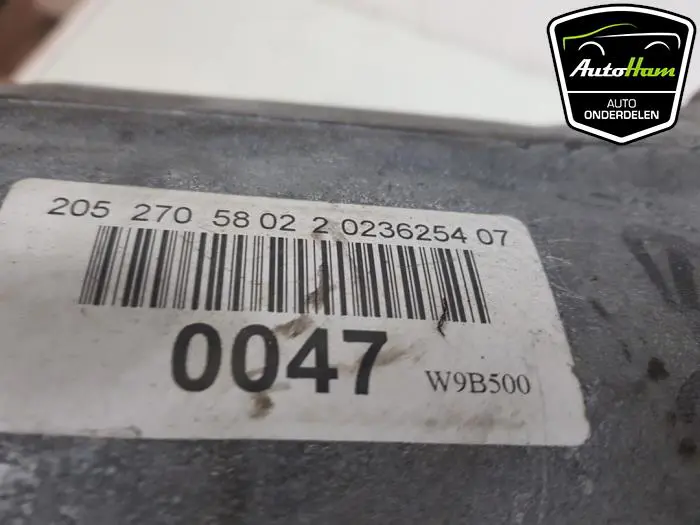 AutoHam
AUTO
ONDERDELEN
205 270 58 02 2 0236254 07
0047
W9B500